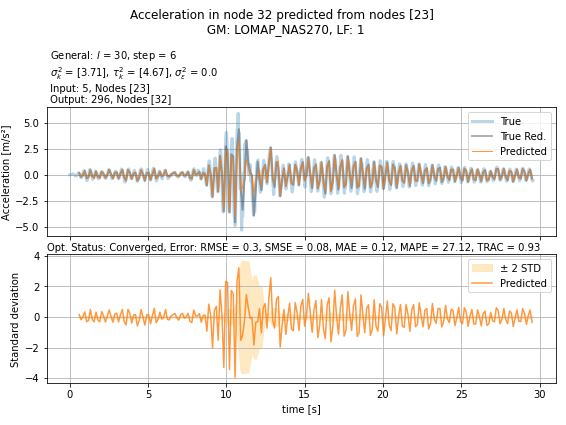 Acceleration in node 32 predicted from nodes [23]
GM: LOMAP_NAS270, LF: 1
General: l = 30, step = 6
σ²ₖ = [3.71], τ²ₖ = [4.67], σ²ε = 0.0
Input: 5, Nodes [23]
Output: 296, Nodes [32]
Acceleration [m/s²]
5.0
2.5
0.0
−2.5
−5.0
True
True Red.
Predicted
Opt. Status: Converged, Error: RMSE = 0.3, SMSE = 0.08, MAE = 0.12, MAPE = 27.12, TRAC = 0.93
Standard deviation
4
2
0
−2
−4
± 2 STD
Predicted
0 5 10 15 20 25 30
time [s]